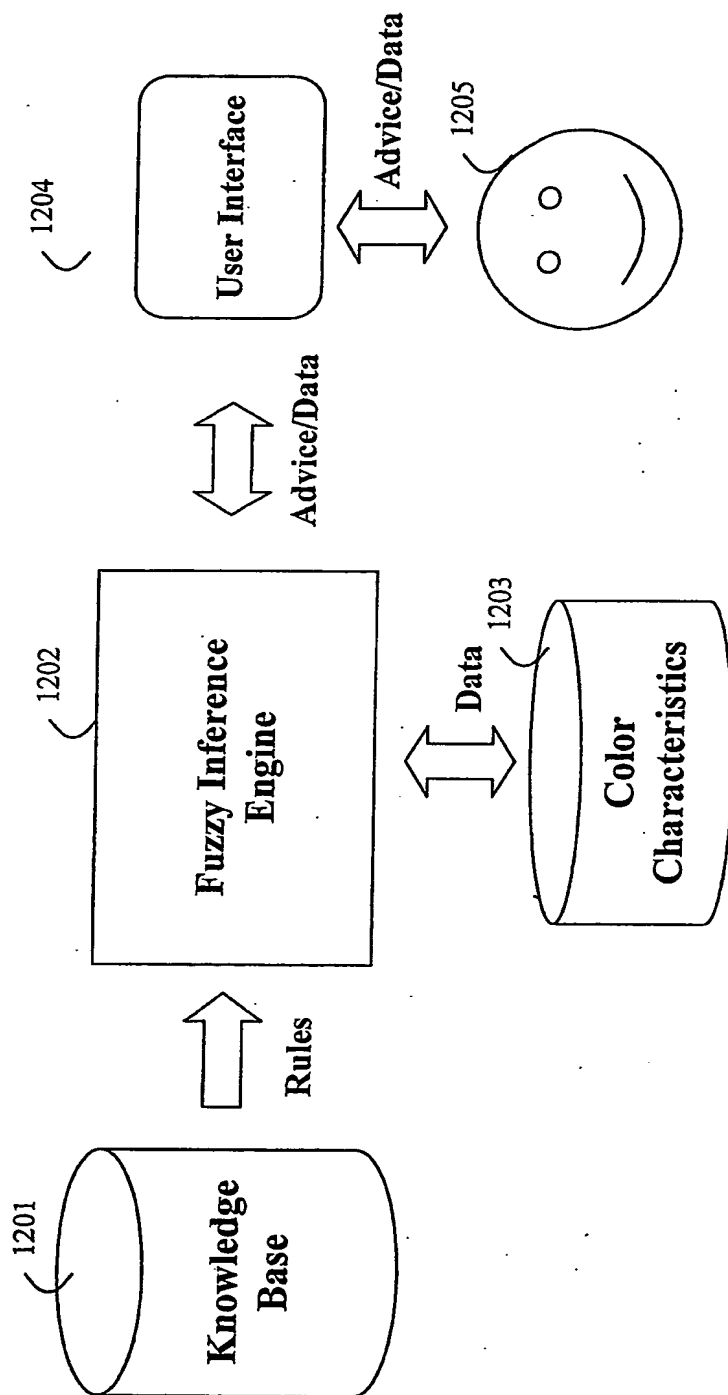 1201
Knowledge
Base
Rules
1202
Fuzzy Inference
Engine
Data
1203
Color
Characteristics
Advice/Data
1204
User Interface
Advice/Data
1205